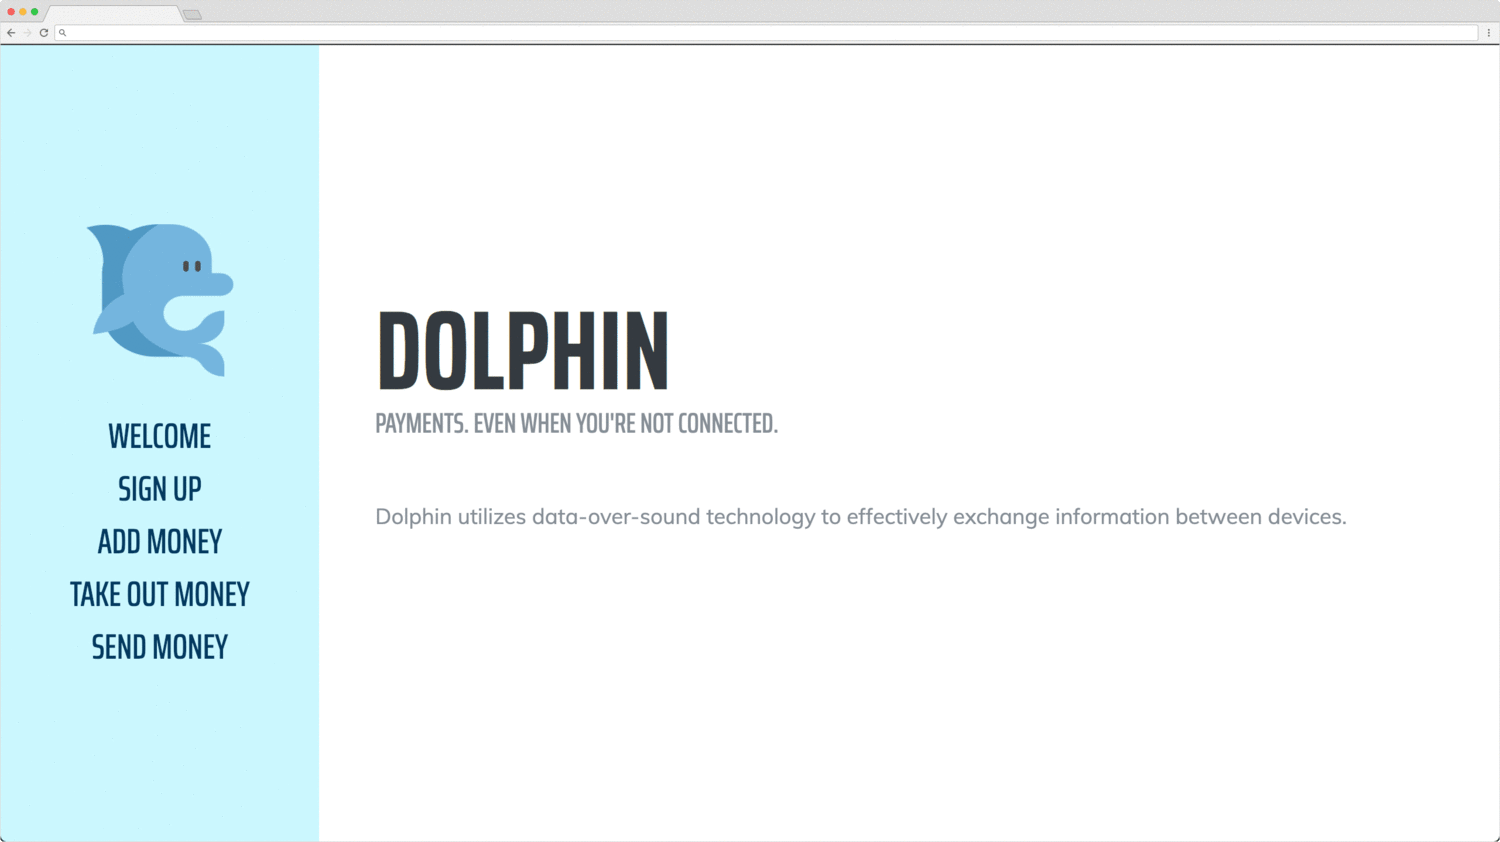 WELCOME
SIGN UP
ADD MONEY
TAKE OUT MONEY
SEND MONEY
DOLPHIN
PAYMENTS. EVEN WHEN YOU'RE NOT CONNECTED.
Dolphin utilizes data-over-sound technology to effectively exchange information between devices.